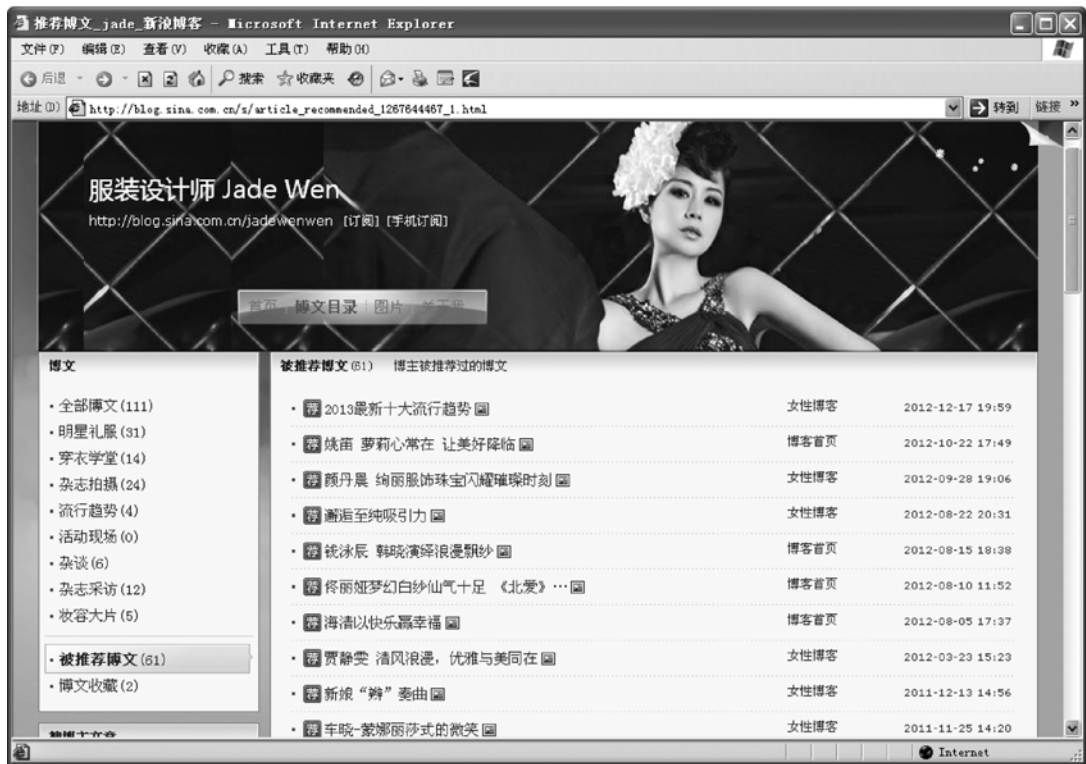 推荐博文_jade_新浪博客 - Microsoft Internet Explorer
文件(F) 编辑(E) 查看(V) 收藏(A) 工具(T) 帮助(H)
后退 搜索 收藏夹
地址(D) http://blog.sina.com.cn/s/article_recommended_1267644467_1.html 转到 链接 »
服装设计师 Jade Wen
http://blog.sina.com.cn/jadewenwen [订阅] [手机订阅]
首页 博文目录 图片 关于我
博文
全部博文(111)
明星礼服(31)
穿衣学堂(14)
杂志拍摄(24)
流行趋势(4)
活动现场(0)
杂谈(6)
杂志采访(12)
妆容大片(5)
被推荐博文(61)
博文收藏(2)
被推荐博文(61) 博主被推荐过的博文
荐 2013最新十大流行趋势 女性博客 2012-12-17 19:59
荐 姚笛 萝莉心常在 让美好降临 博客首页 2012-10-22 17:49
荐 颜丹晨 绚丽服饰珠宝闪耀璀璨时刻 女性博客 2012-09-28 19:06
荐 邂逅至纯吸引力 女性博客 2012-08-22 20:31
荐 钱泳辰 韩晓演绎浪漫飘纱 博客首页 2012-08-15 18:38
荐 佟丽娅梦幻白纱仙气十足 《北爱》… 博客首页 2012-08-10 11:52
荐 海清以快乐赢幸福 博客首页 2012-08-05 17:37
荐 贾静雯 清风浪漫，优雅与美同在 女性博客 2012-03-23 15:23
荐 新娘“辫”奏曲 女性博客 2011-12-13 14:56
荐 车晓-蒙娜丽莎式的微笑 女性博客 2011-11-25 14:20
Internet